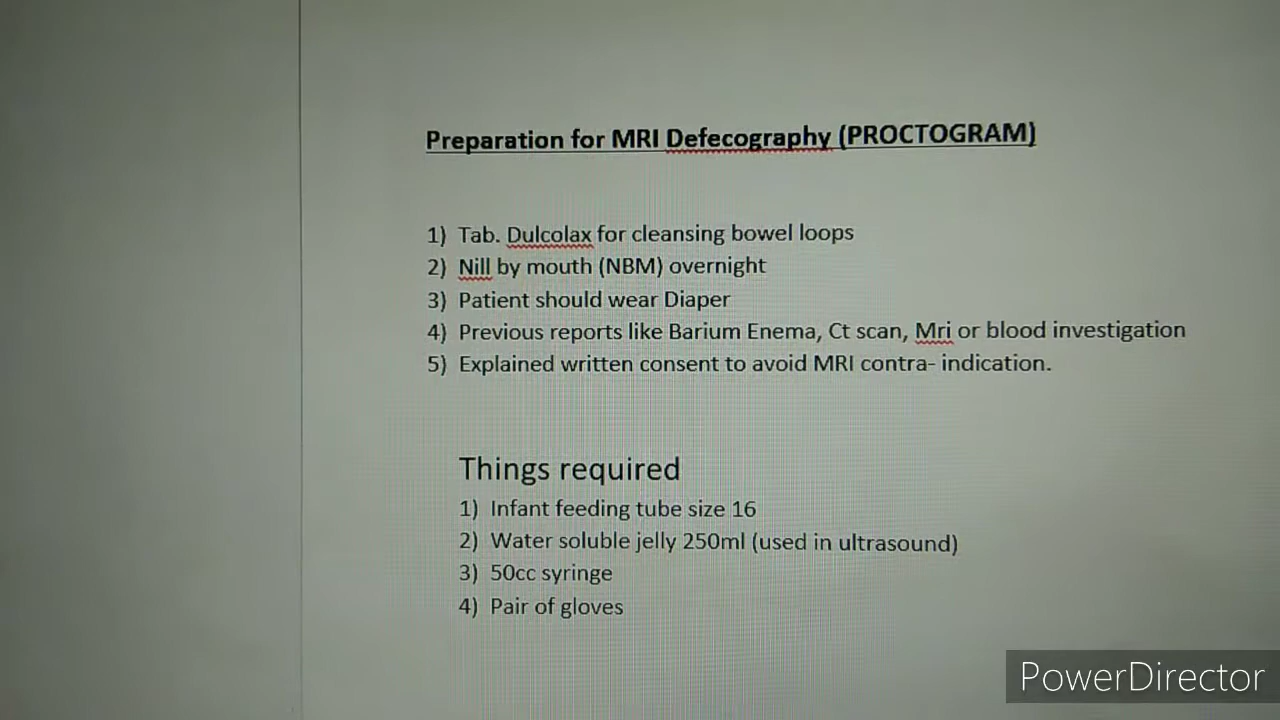 Preparation for MRI Defecography (PROCTOGRAM)
1) Tab. Dulcolax for cleansing bowel loops
2) Nill by mouth (NBM) overnight
3) Patient should wear Diaper
4) Previous reports like Barium Enema, Ct scan, Mri or blood investigation
5) Explained written consent to avoid MRI contra- indication.
Things required
1) Infant feeding tube size 16
2) Water soluble jelly 250ml (used in ultrasound)
3) 50cc syringe
4) Pair of gloves
PowerDirector